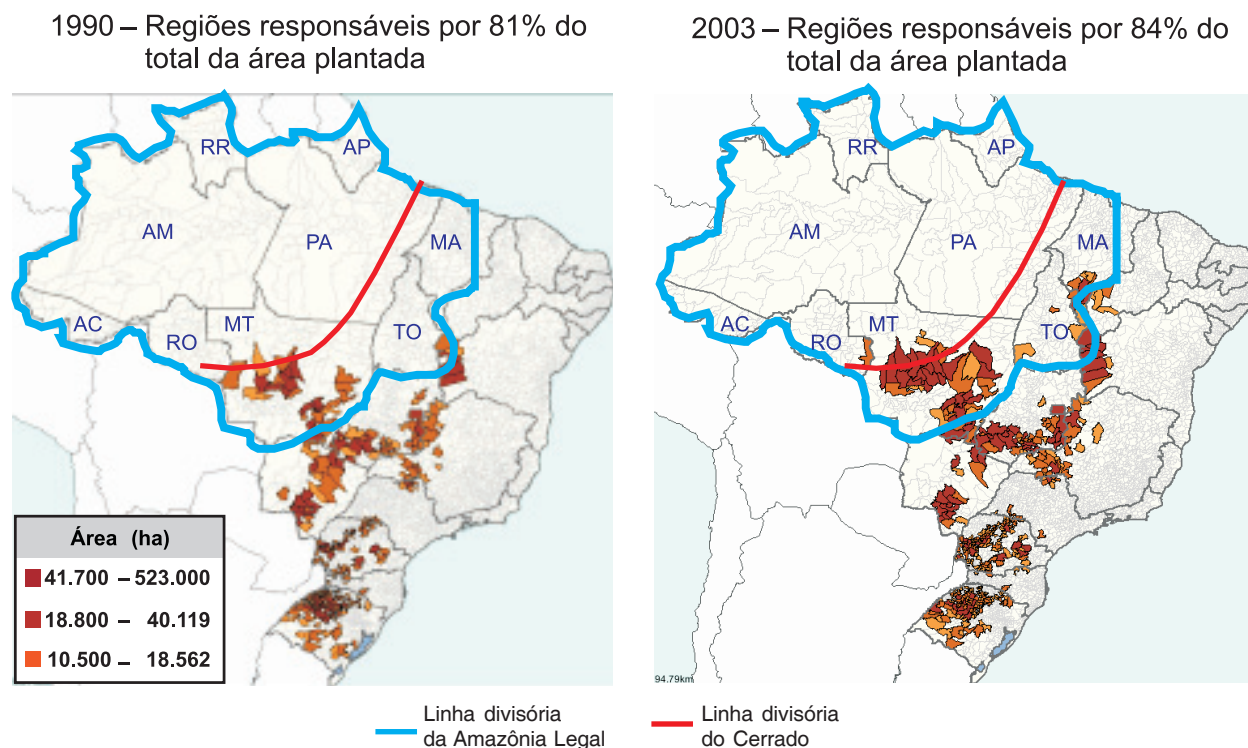 1990 – Regiões responsáveis por 81% do
total da área plantada
2003 – Regiões responsáveis por 84% do
total da área plantada
RR
AP
AM
PA
MA
AC
RO
MT
TO
Área (ha)
41.700 – 523.000
18.800 – 40.119
10.500 – 18.562
RR
AP
AM
PA
MA
AC
RO
MT
TO
94.79km
Linha divisória
da Amazônia Legal
Linha divisória
do Cerrado